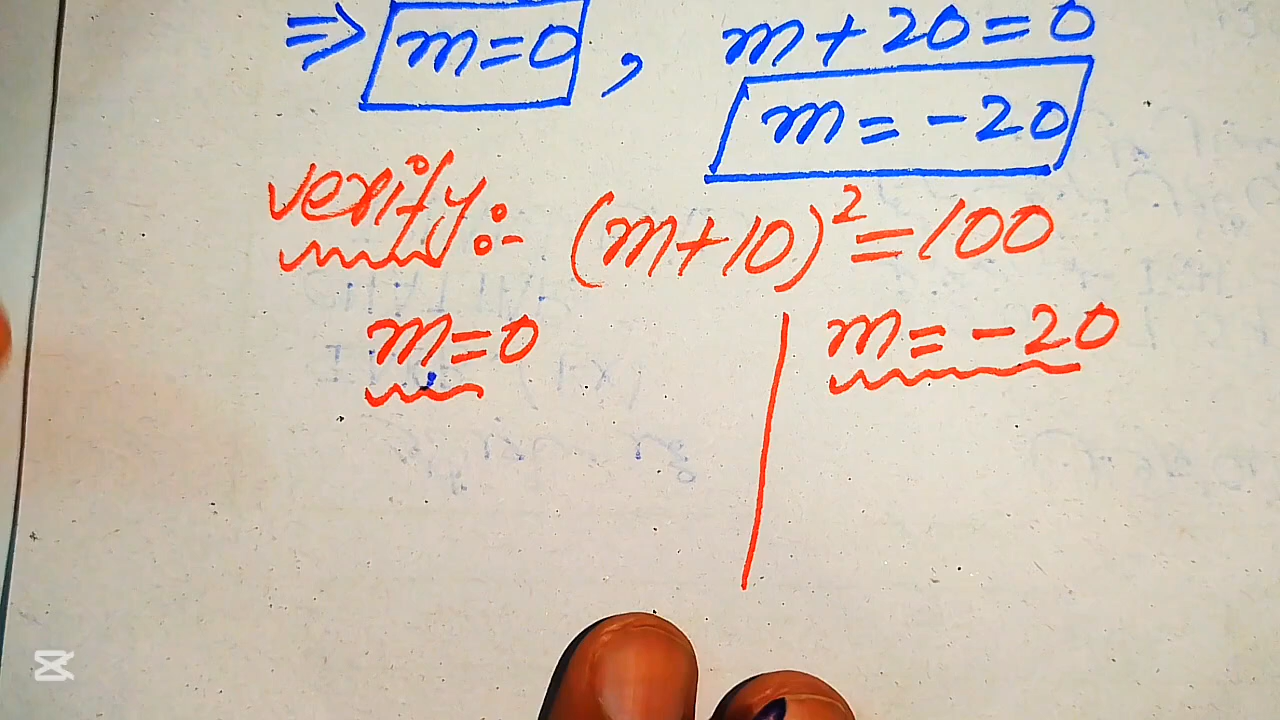 ⇒ m=0, m+20=0
m=-20
verify:- (m+10)²=100
m=0 m=-20